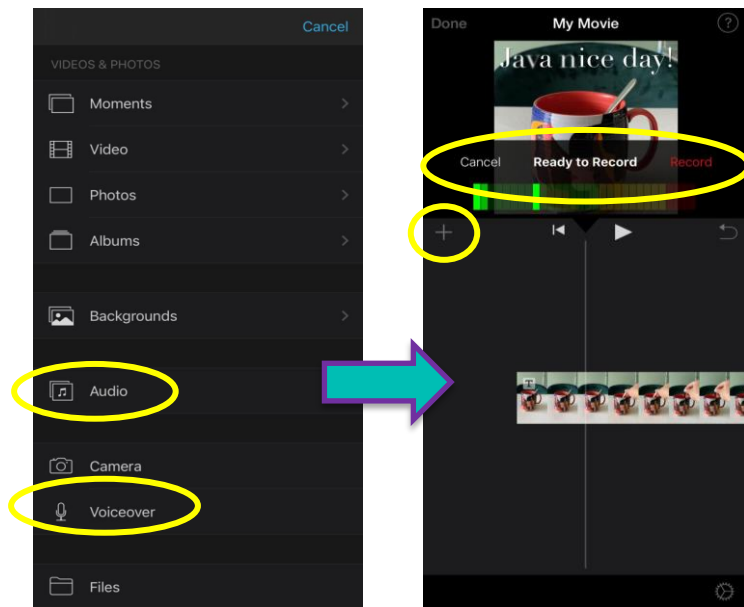 Cancel
VIDEOS & PHOTOS
Moments
Video
Photos
Albums
Backgrounds
Audio
Camera
Voiceover
Files
Done My Movie ?
Java nice day!
Cancel Ready to Record Record
T